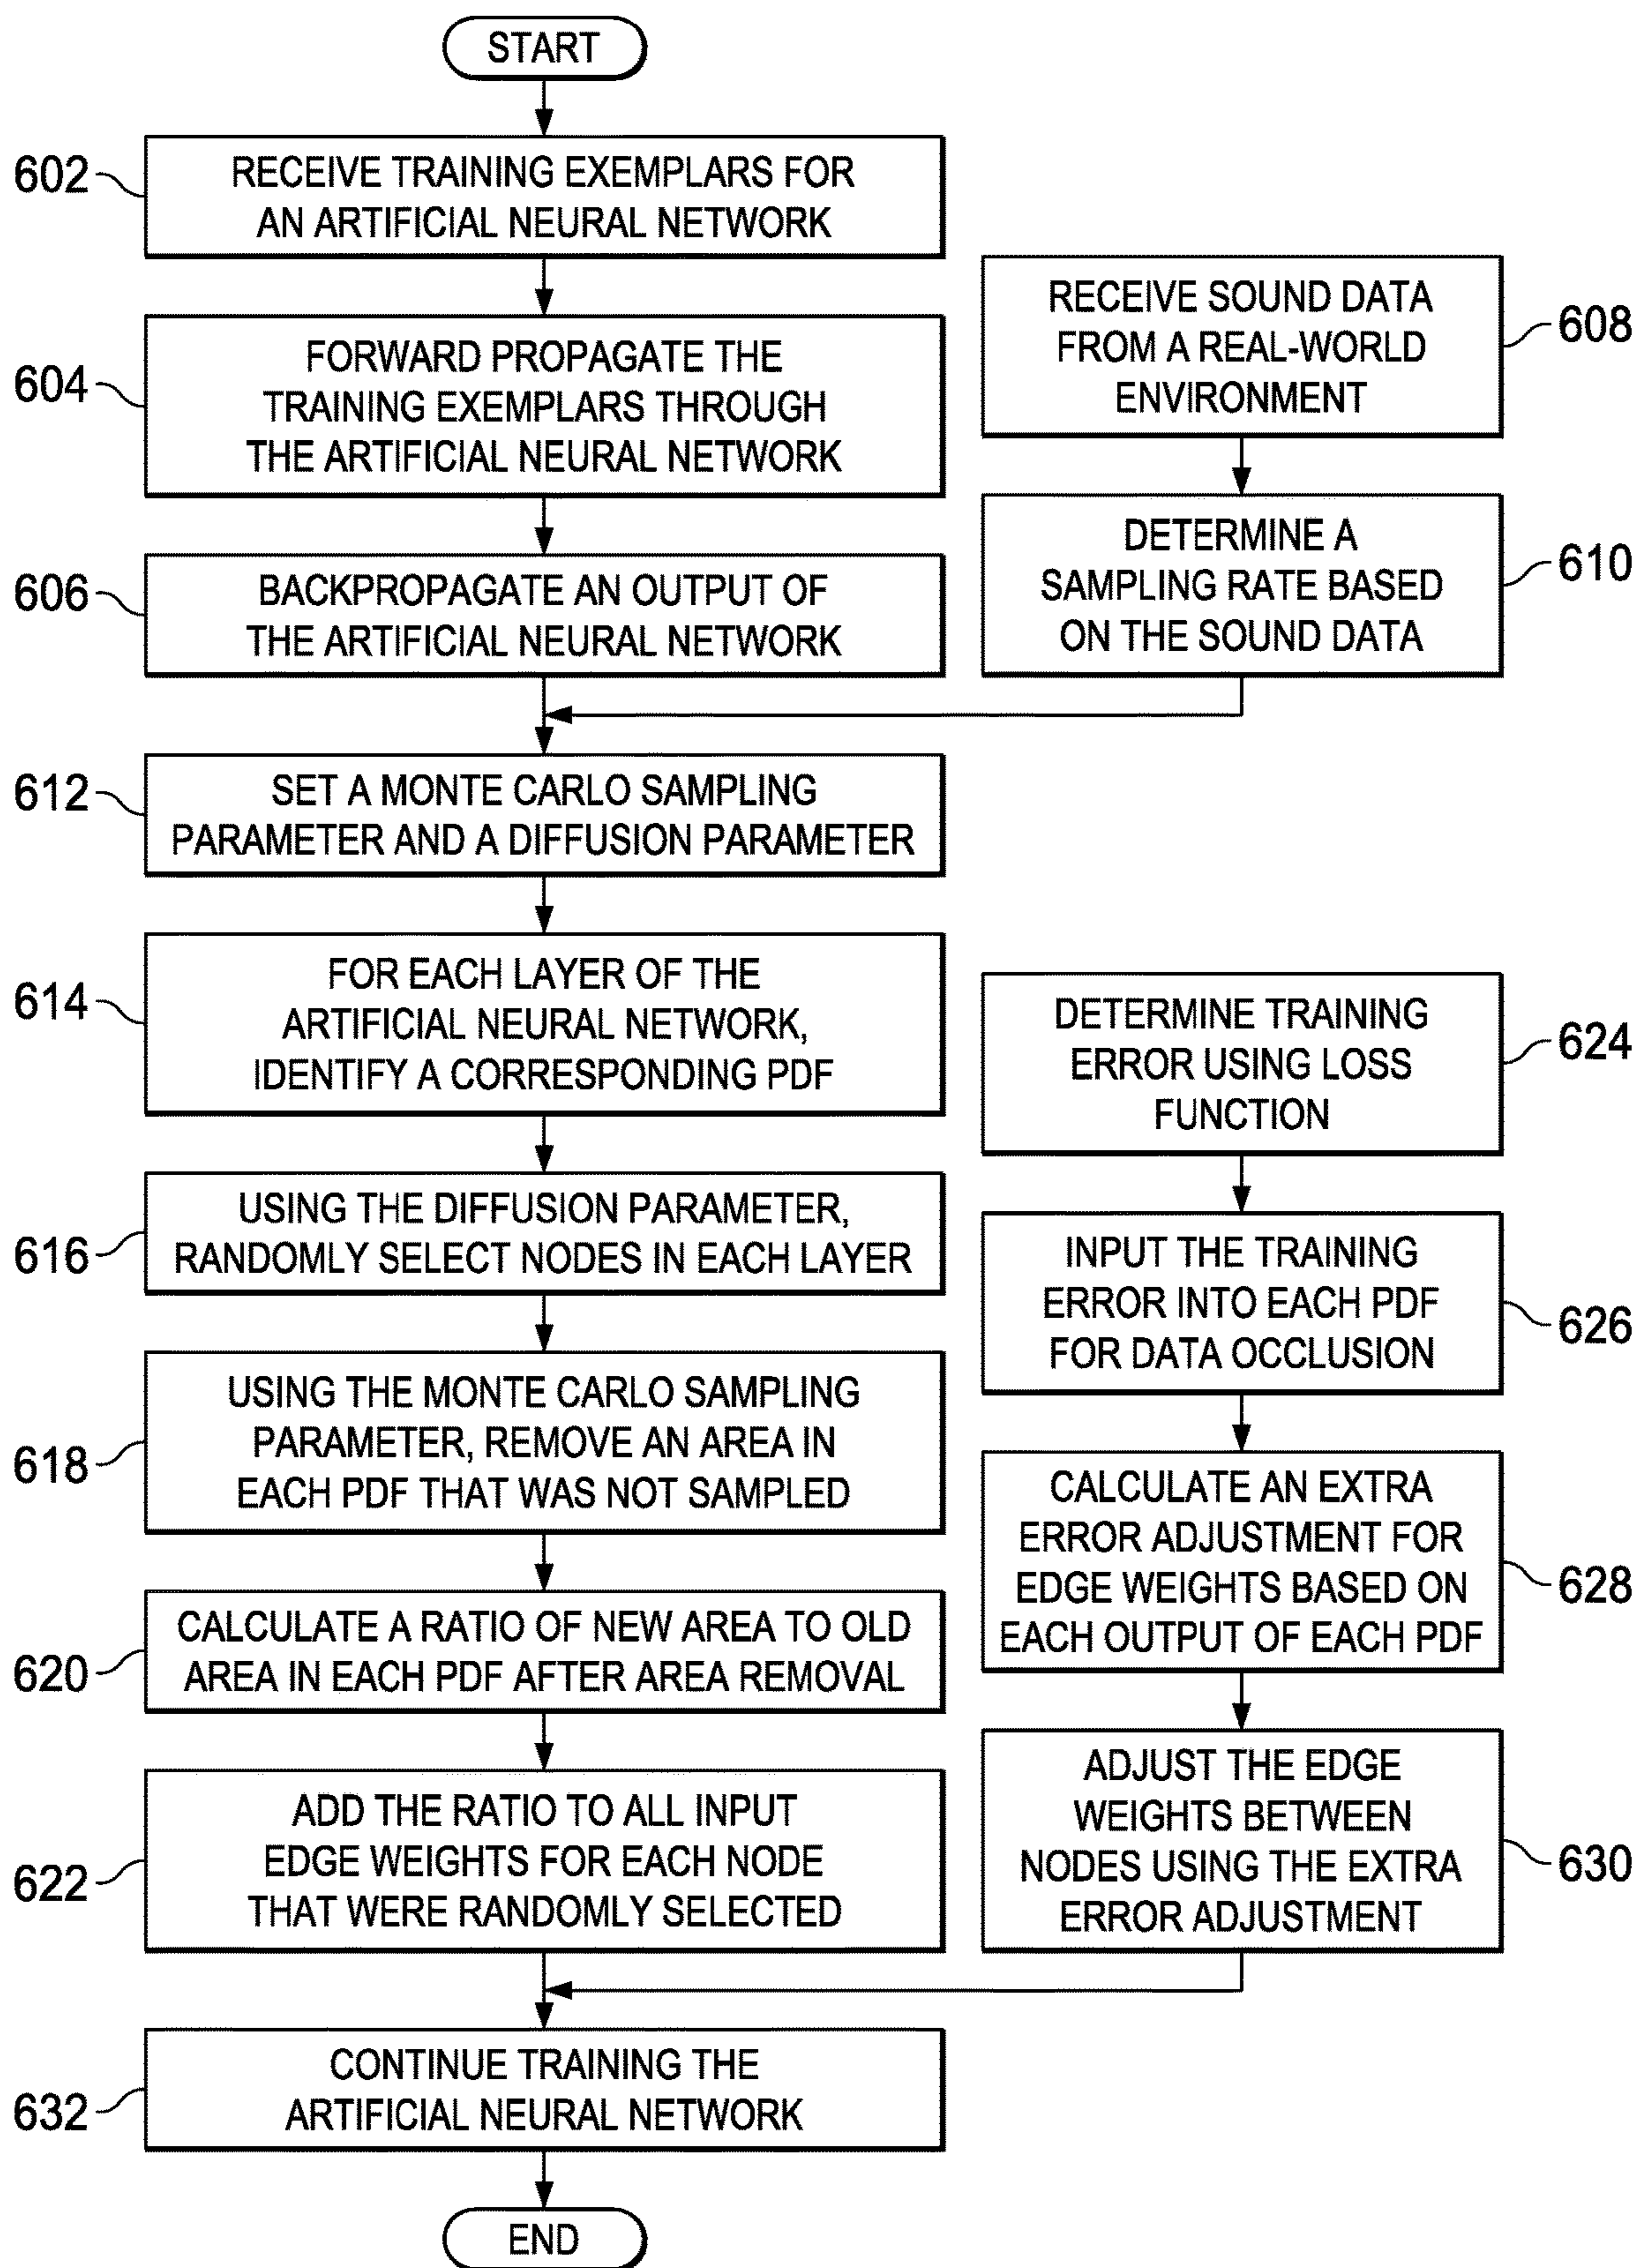 START
602
RECEIVE TRAINING EXEMPLARS FOR
AN ARTIFICIAL NEURAL NETWORK
604
FORWARD PROPAGATE THE
TRAINING EXEMPLARS THROUGH
THE ARTIFICIAL NEURAL NETWORK
606
BACKPROPAGATE AN OUTPUT OF
THE ARTIFICIAL NEURAL NETWORK
RECEIVE SOUND DATA
FROM A REAL-WORLD
ENVIRONMENT
608
DETERMINE A
SAMPLING RATE BASED
ON THE SOUND DATA
610
612
SET A MONTE CARLO SAMPLING
PARAMETER AND A DIFFUSION PARAMETER
614
FOR EACH LAYER OF THE
ARTIFICIAL NEURAL NETWORK,
IDENTIFY A CORRESPONDING PDF
616
USING THE DIFFUSION PARAMETER,
RANDOMLY SELECT NODES IN EACH LAYER
618
USING THE MONTE CARLO SAMPLING
PARAMETER, REMOVE AN AREA IN
EACH PDF THAT WAS NOT SAMPLED
620
CALCULATE A RATIO OF NEW AREA TO OLD
AREA IN EACH PDF AFTER AREA REMOVAL
622
ADD THE RATIO TO ALL INPUT
EDGE WEIGHTS FOR EACH NODE
THAT WERE RANDOMLY SELECTED
DETERMINE TRAINING
ERROR USING LOSS
FUNCTION
624
INPUT THE TRAINING
ERROR INTO EACH PDF
FOR DATA OCCLUSION
626
CALCULATE AN EXTRA
ERROR ADJUSTMENT FOR
EDGE WEIGHTS BASED ON
EACH OUTPUT OF EACH PDF
628
ADJUST THE EDGE
WEIGHTS BETWEEN
NODES USING THE EXTRA
ERROR ADJUSTMENT
630
632
CONTINUE TRAINING THE
ARTIFICIAL NEURAL NETWORK
END